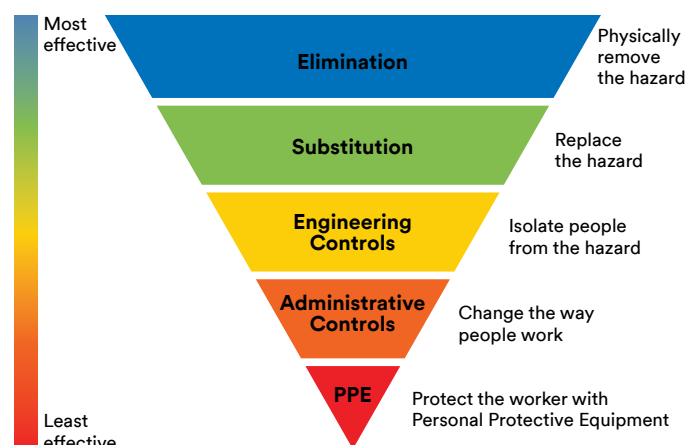 Most
effective
Elimination
Physically
remove
the hazard
Substitution
Replace
the hazard
Engineering
Controls
Isolate people
from the hazard
Administrative
Controls
Change the way
people work
PPE
Protect the worker with
Personal Protective Equipment
Least
effective